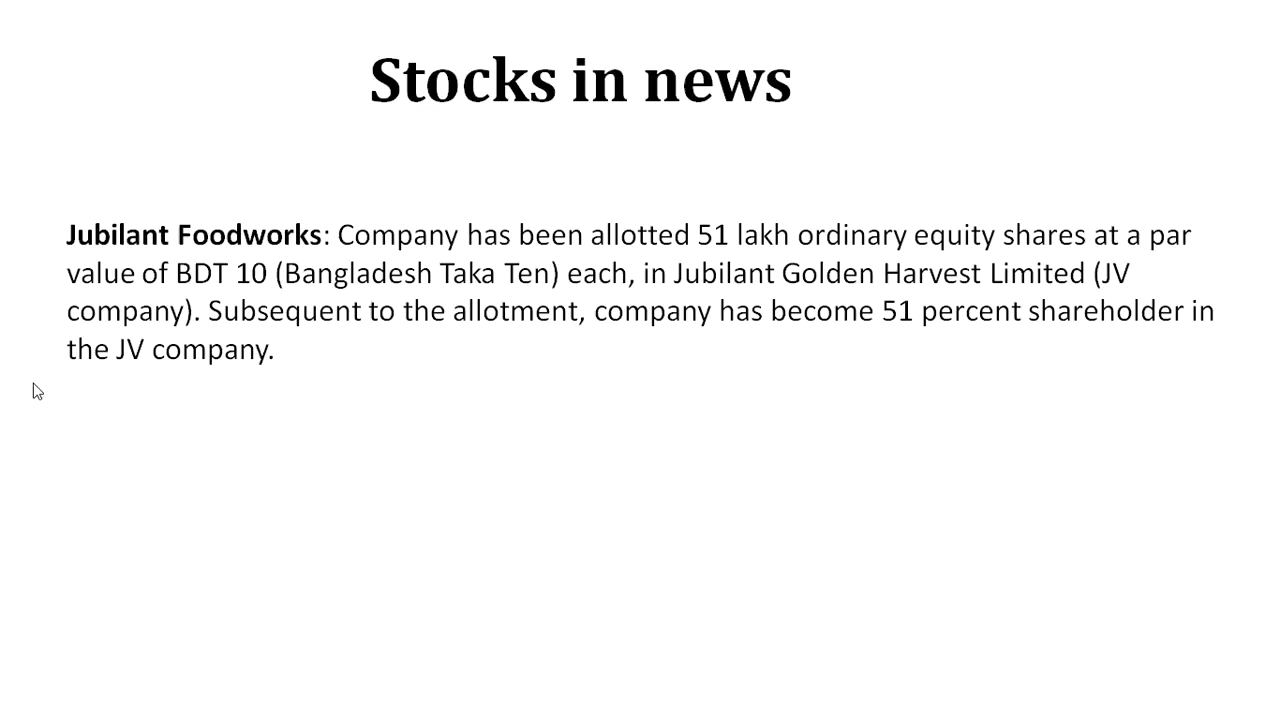 Stocks in news
Jubilant Foodworks: Company has been allotted 51 lakh ordinary equity shares at a par
value of BDT 10 (Bangladesh Taka Ten) each, in Jubilant Golden Harvest Limited (JV
company). Subsequent to the allotment, company has become 51 percent shareholder in
the JV company.